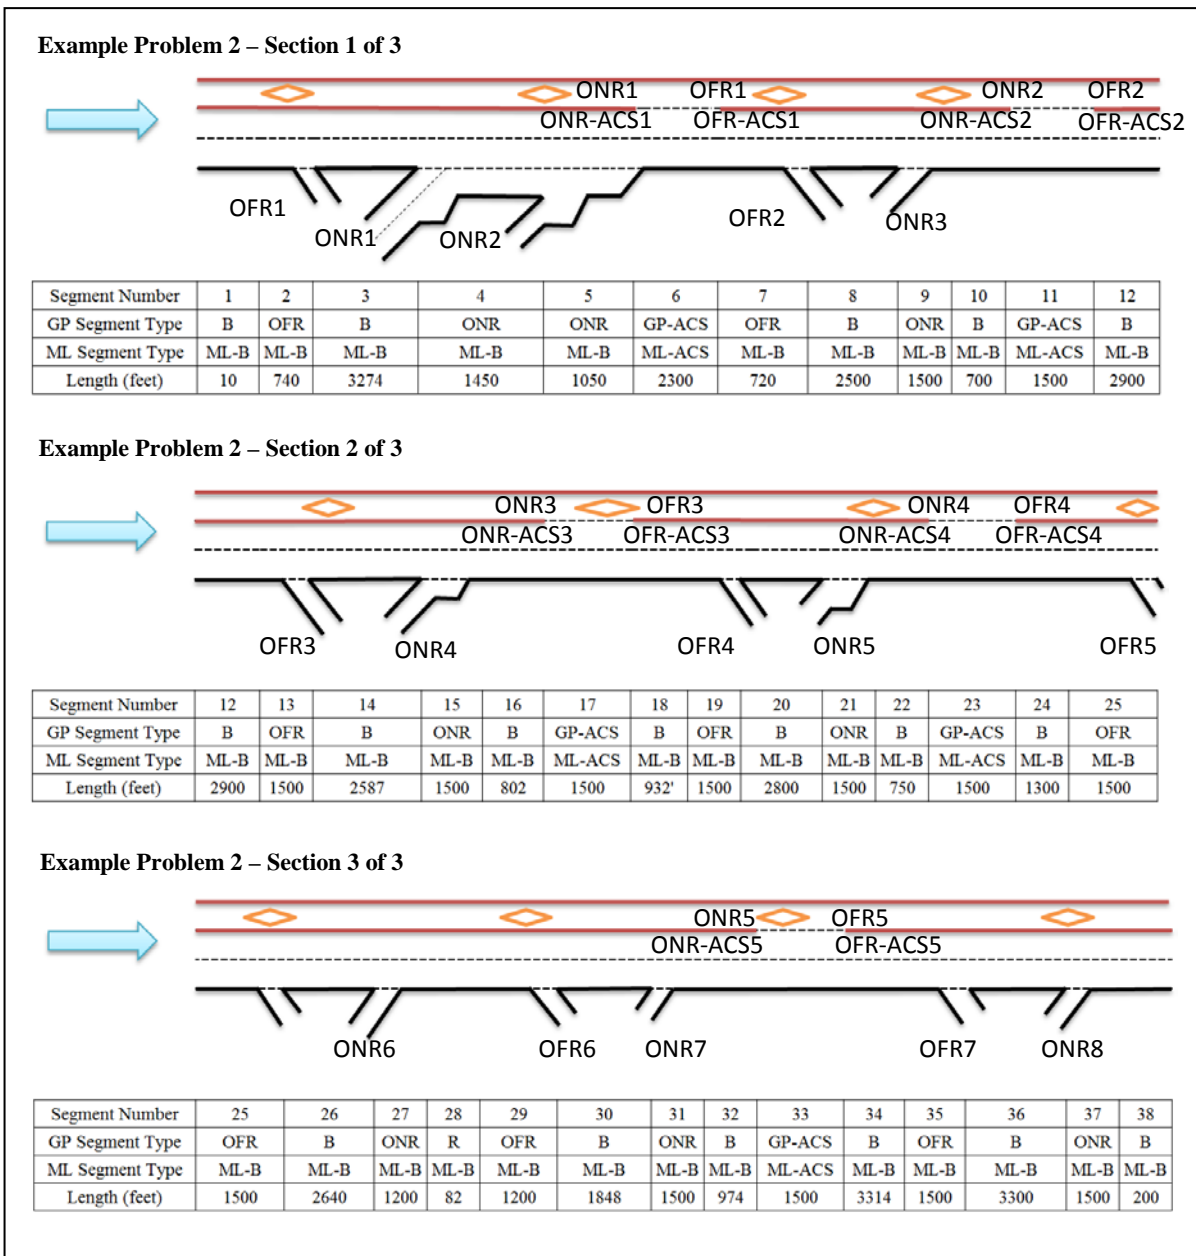 Example Problem 2 – Section 1 of 3
ONR1 OFR1 ONR2 OFR2
ONR-ACS1 OFR-ACS1 ONR-ACS2 OFR-ACS2
OFR1 ONR1 ONR2 OFR2 ONR3
Segment Number 1 2 3 4 5 6 7 8 9 10 11 12
GP Segment Type B OFR B ONR ONR GP-ACS OFR B ONR B GP-ACS B
ML Segment Type ML-B ML-B ML-B ML-B ML-B ML-ACS ML-B ML-B ML-B ML-B ML-ACS ML-B
Length (feet) 10 740 3274 1450 1050 2300 720 2500 1500 700 1500 2900
Example Problem 2 – Section 2 of 3
ONR3 OFR3 ONR4 OFR4
ONR-ACS3 OFR-ACS3 ONR-ACS4 OFR-ACS4
OFR3 ONR4 OFR4 ONR5 OFR5
Segment Number 12 13 14 15 16 17 18 19 20 21 22 23 24 25
GP Segment Type B OFR B ONR B GP-ACS B OFR B ONR B GP-ACS B OFR
ML Segment Type ML-B ML-B ML-B ML-B ML-B ML-ACS ML-B ML-B ML-B ML-B ML-B ML-ACS ML-B ML-B
Length (feet) 2900 1500 2587 1500 802 1500 932' 1500 2800 1500 750 1500 1300 1500
Example Problem 2 – Section 3 of 3
ONR5 OFR5
ONR-ACS5 OFR-ACS5
ONR6 OFR6 ONR7 OFR7 ONR8
Segment Number 25 26 27 28 29 30 31 32 33 34 35 36 37 38
GP Segment Type OFR B ONR R OFR B ONR B GP-ACS B OFR B ONR B
ML Segment Type ML-B ML-B ML-B ML-B ML-B ML-B ML-B ML-B ML-ACS ML-B ML-B ML-B ML-B ML-B
Length (feet) 1500 2640 1200 82 1200 1848 1500 974 1500 3314 1500 3300 1500 200